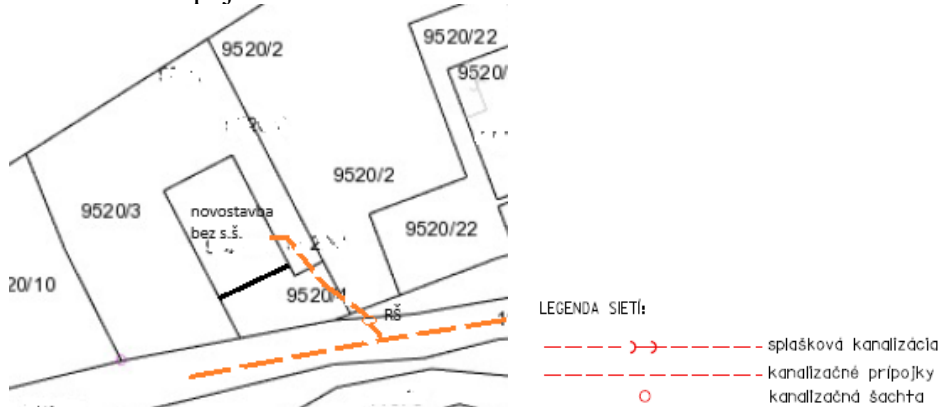 9520/2
9520/22
9520/
9520/2
9520/3
novostavba
bez s.š.
9520/22
20/10
9520/1
RŠ
LEGENDA SIETÍ:
splašková kanalizácia
kanalizačné prípojky
kanalizačná šachta